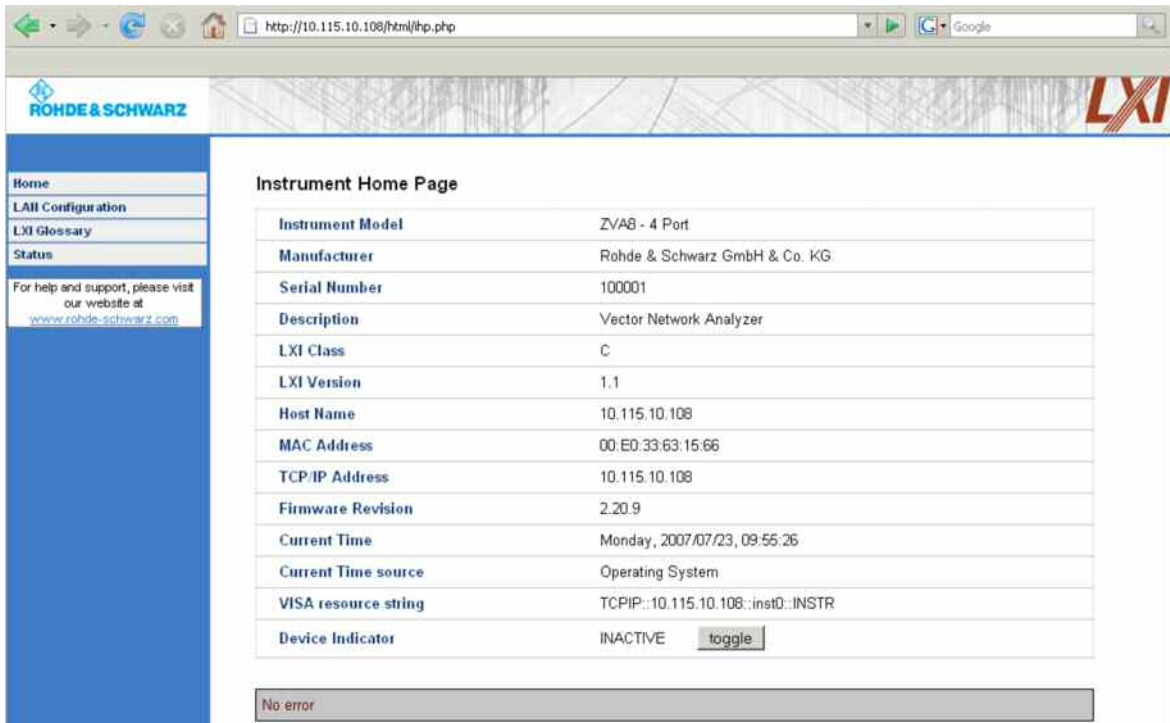 http://10.115.10.108/html/ihp.php
G Google
ROHDE & SCHWARZ
LXI
Home
LAN Configuration
LXI Glossary
Status
For help and support, please visit
our website at
www.rohde-schwarz.com
Instrument Home Page
Instrument Model ZVA8 - 4 Port
Manufacturer Rohde & Schwarz GmbH & Co. KG
Serial Number 100001
Description Vector Network Analyzer
LXI Class C
LXI Version 1.1
Host Name 10.115.10.108
MAC Address 00:E0:33:63:15:66
TCP/IP Address 10.115.10.108
Firmware Revision 2.20.9
Current Time Monday, 2007/07/23, 09:55:26
Current Time source Operating System
VISA resource string TCPIP::10.115.10.108::inst0::INSTR
Device Indicator INACTIVE toggle
No error